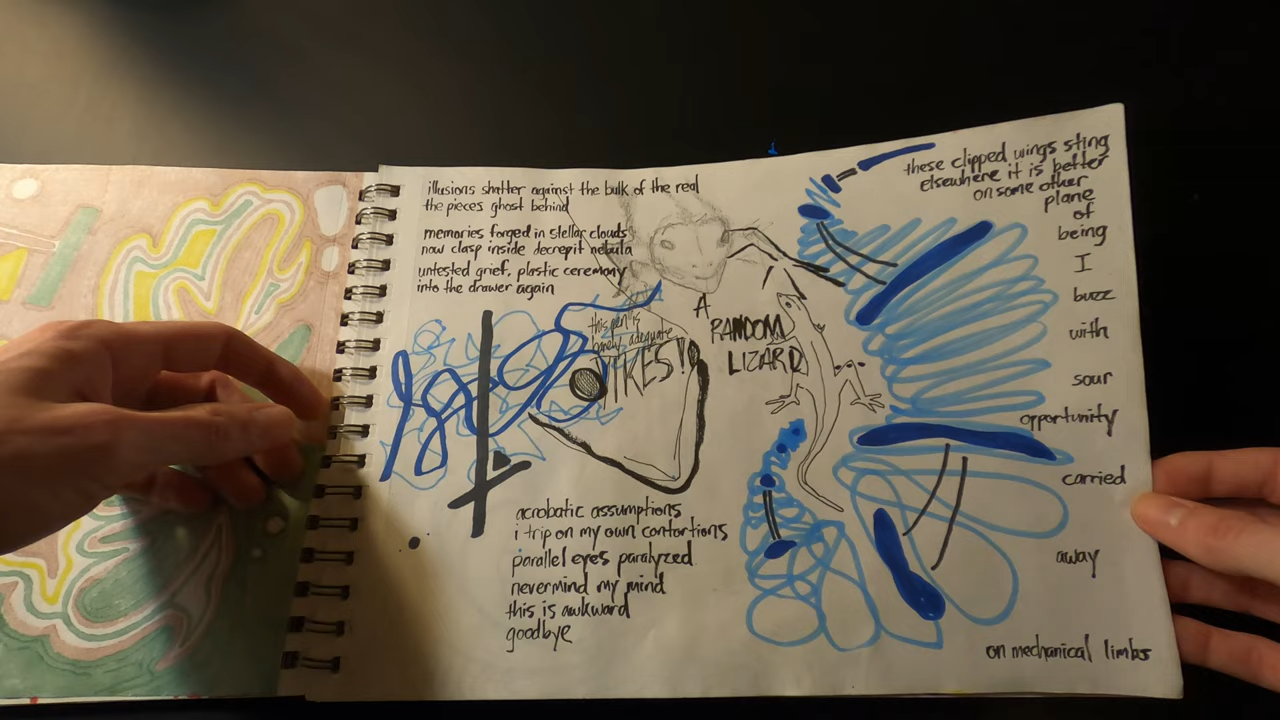 illusions shatter against the bulk of the real
the pieces ghost behind
memories forged in stellar clouds
now clasp inside decrepit nebula
untested grief, plastic ceremony
into the drawer again
this pen is
barely adequate
YIKES!!
A
RANDOM
LIZARD
acrobatic assumptions
i trip on my own contortions
parallel eyes paralyzed
nevermind my mind
this is awkward
goodbye
these clipped wings sting
elsewhere it is better
on some other
plane
of
being
I
buzz
with
sour
opportunity
carried
away
on mechanical limbs